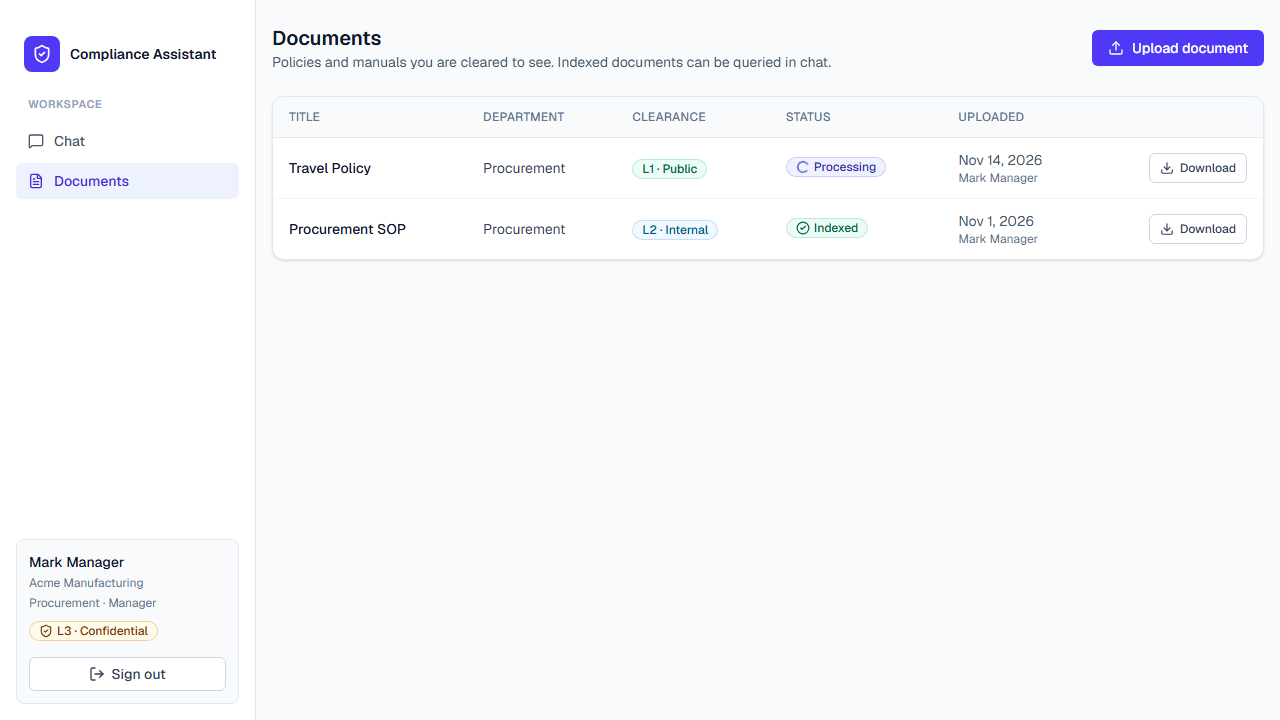 Compliance Assistant
WORKSPACE
Chat
Documents
Mark Manager
Acme Manufacturing
Procurement · Manager
L3 · Confidential
Sign out
Documents
Policies and manuals you are cleared to see. Indexed documents can be queried in chat.
Upload document
TITLE DEPARTMENT CLEARANCE STATUS UPLOADED
Travel Policy Procurement L1 · Public Processing Nov 14, 2026 Download
Mark Manager
Procurement SOP Procurement L2 · Internal Indexed Nov 1, 2026 Download
Mark Manager